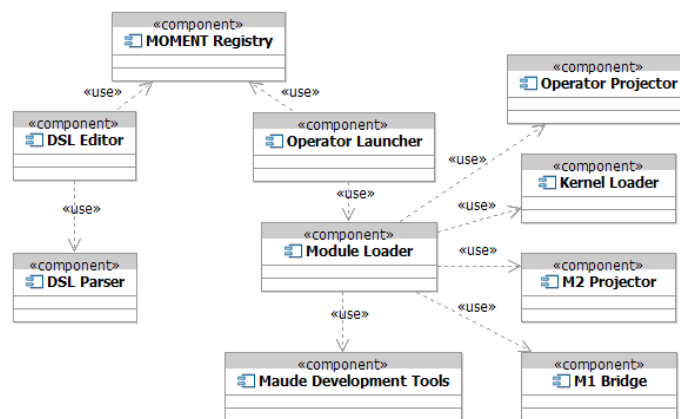 «component»
MOMENT Registry
«component»
Operator Projector
«use»
«use»
«component»
DSL Editor
«component»
Operator Launcher
«use»
«component»
Kernel Loader
«use»
«use»
«use»
«component»
Module Loader
«component»
DSL Parser
«use»
«component»
M2 Projector
«use»
«use»
«component»
Maude Development Tools
«component»
M1 Bridge